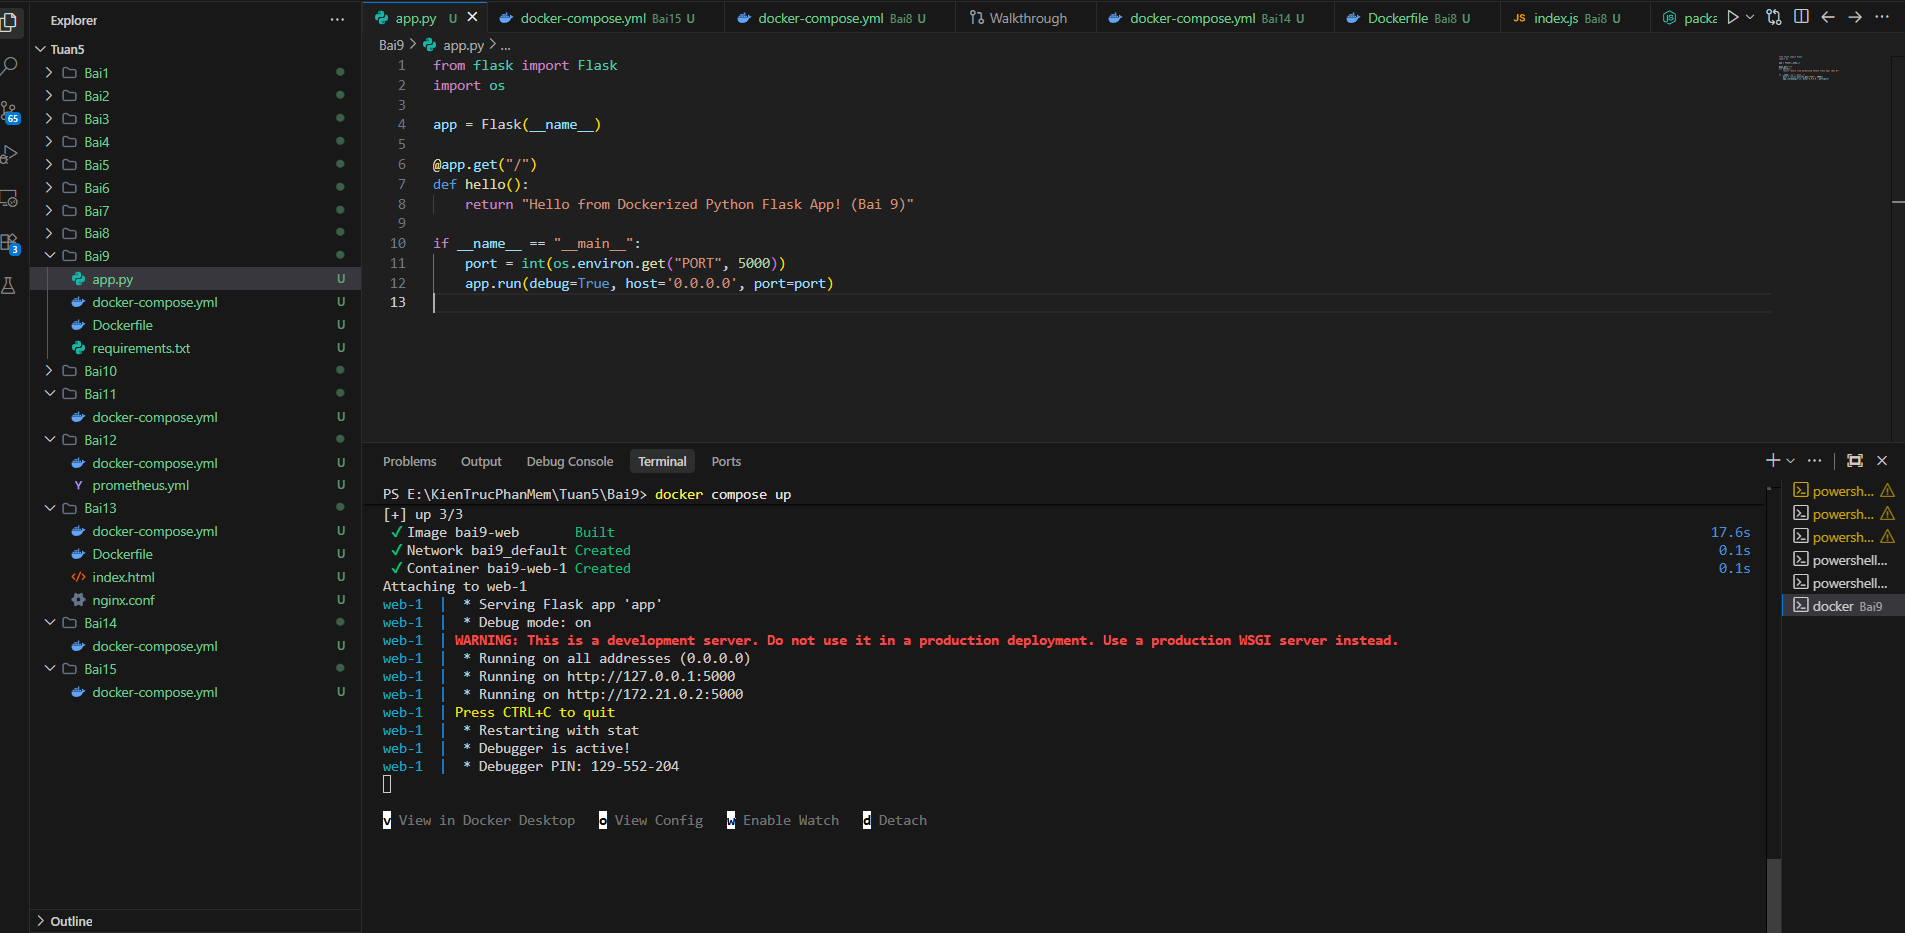 Explorer
Tuan5
Bai1
Bai2
Bai3
Bai4
Bai5
Bai6
Bai7
Bai8
Bai9
app.py U
docker-compose.yml U
Dockerfile U
requirements.txt U
Bai10
Bai11
docker-compose.yml U
Bai12
docker-compose.yml U
prometheus.yml U
Bai13
docker-compose.yml U
Dockerfile U
index.html U
nginx.conf U
Bai14
docker-compose.yml U
Bai15
docker-compose.yml U
Outline
65
3
app.py U docker-compose.yml Bai15 U docker-compose.yml Bai8 U Walkthrough docker-compose.yml Bai14 U Dockerfile Bai8 U JS index.js Bai8 U packa
Bai9 > app.py > ...
1 from flask import Flask
2 import os
3
4 app = Flask(__name__)
5
6 @app.get("/")
7 def hello():
8 return "Hello from Dockerized Python Flask App! (Bai 9)"
9
10 if __name__ == "__main__":
11 port = int(os.environ.get("PORT", 5000))
12 app.run(debug=True, host='0.0.0.0', port=port)
13
Problems Output Debug Console Terminal Ports
PS E:\KienTrucPhanMem\Tuan5\Bai9> docker compose up
[+] up 3/3
✓ Image bai9-web Built 17.6s
✓ Network bai9_default Created 0.1s
✓ Container bai9-web-1 Created 0.1s
Attaching to web-1
web-1 | * Serving Flask app 'app'
web-1 | * Debug mode: on
web-1 | WARNING: This is a development server. Do not use it in a production deployment. Use a production WSGI server instead.
web-1 | * Running on all addresses (0.0.0.0)
web-1 | * Running on http://127.0.0.1:5000
web-1 | * Running on http://172.21.0.2:5000
web-1 | Press CTRL+C to quit
web-1 | * Restarting with stat
web-1 | * Debugger is active!
web-1 | * Debugger PIN: 129-552-204
v View in Docker Desktop o View Config w Enable Watch d Detach
powersh...
powersh...
powersh...
powershell...
powershell...
docker Bai9